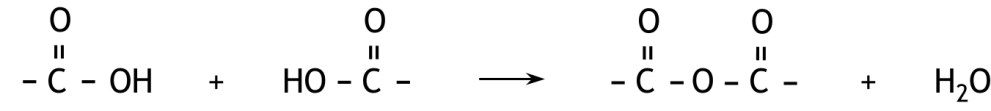 O O O O
– C – OH + HO – C – → – C – O – C – + H₂O